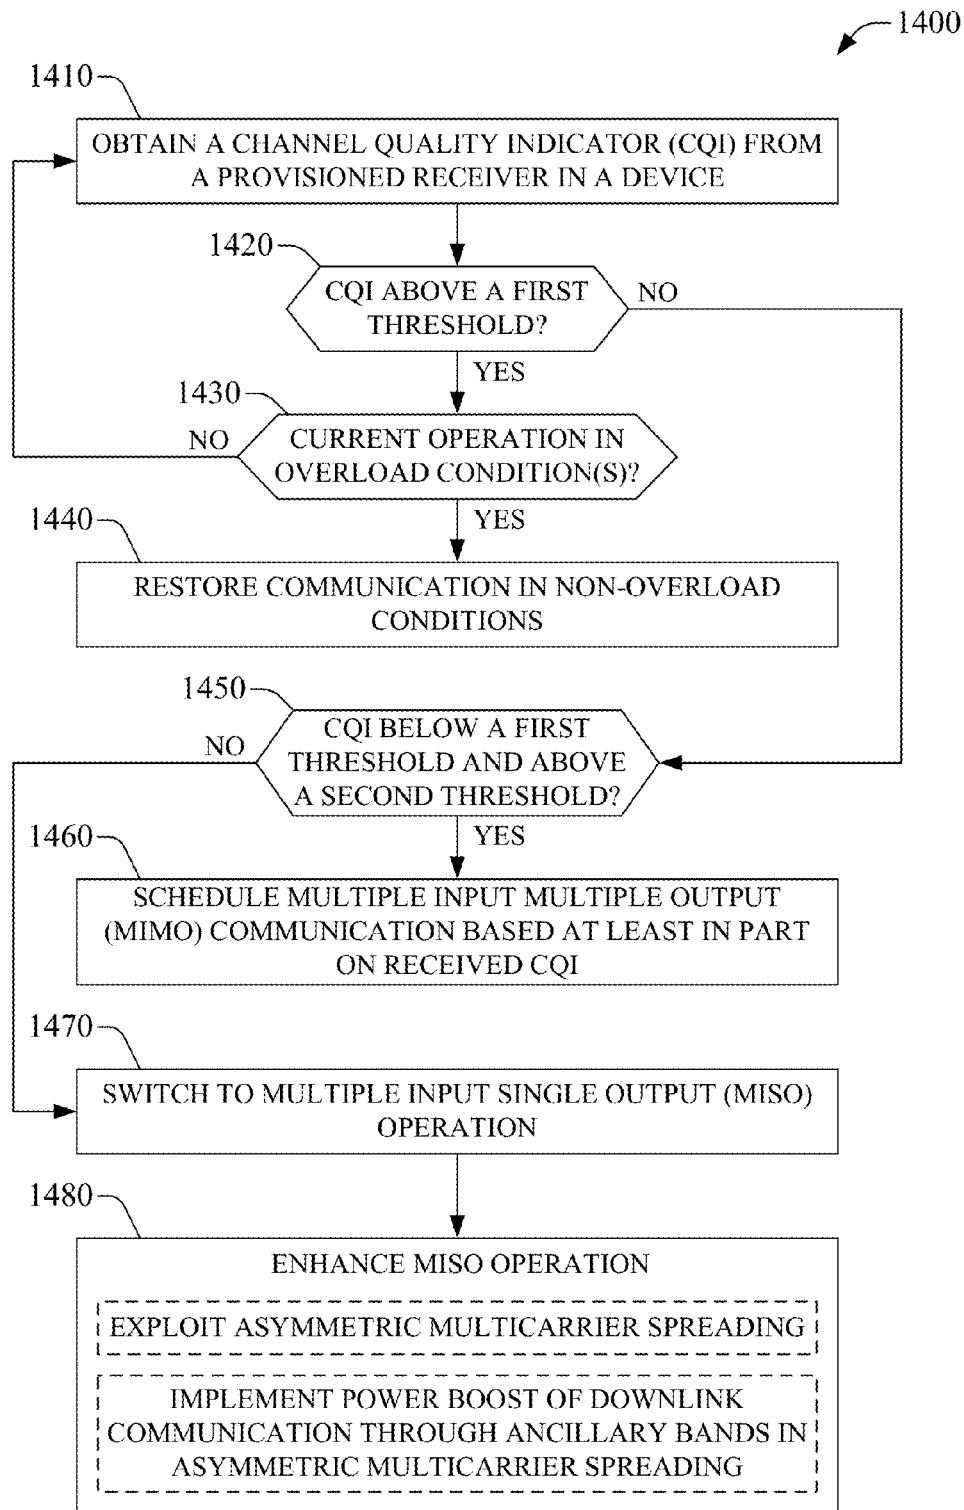 1400
1410
OBTAIN A CHANNEL QUALITY INDICATOR (CQI) FROM
A PROVISIONED RECEIVER IN A DEVICE
1420
CQI ABOVE A FIRST
THRESHOLD?
NO
YES
1430
NO
CURRENT OPERATION IN
OVERLOAD CONDITION(S)?
YES
1440
RESTORE COMMUNICATION IN NON-OVERLOAD
CONDITIONS
1450
NO
CQI BELOW A FIRST
THRESHOLD AND ABOVE
A SECOND THRESHOLD?
YES
1460
SCHEDULE MULTIPLE INPUT MULTIPLE OUTPUT
(MIMO) COMMUNICATION BASED AT LEAST IN PART
ON RECEIVED CQI
1470
SWITCH TO MULTIPLE INPUT SINGLE OUTPUT (MISO)
OPERATION
1480
ENHANCE MISO OPERATION
EXPLOIT ASYMMETRIC MULTICARRIER SPREADING
IMPLEMENT POWER BOOST OF DOWNLINK
COMMUNICATION THROUGH ANCILLARY BANDS IN
ASYMMETRIC MULTICARRIER SPREADING